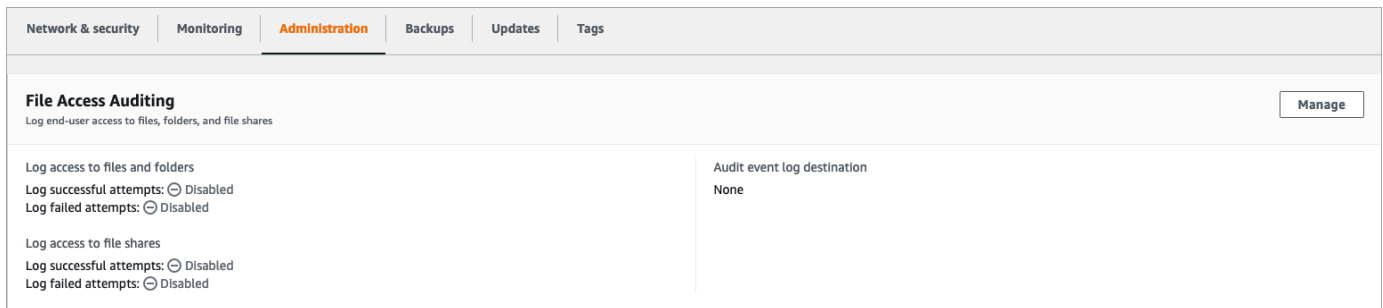 Network & security Monitoring Administration Backups Updates Tags
File Access Auditing
Log end-user access to files, folders, and file shares
Manage
Log access to files and folders
Log successful attempts: Disabled
Log failed attempts: Disabled
Log access to file shares
Log successful attempts: Disabled
Log failed attempts: Disabled
Audit event log destination
None